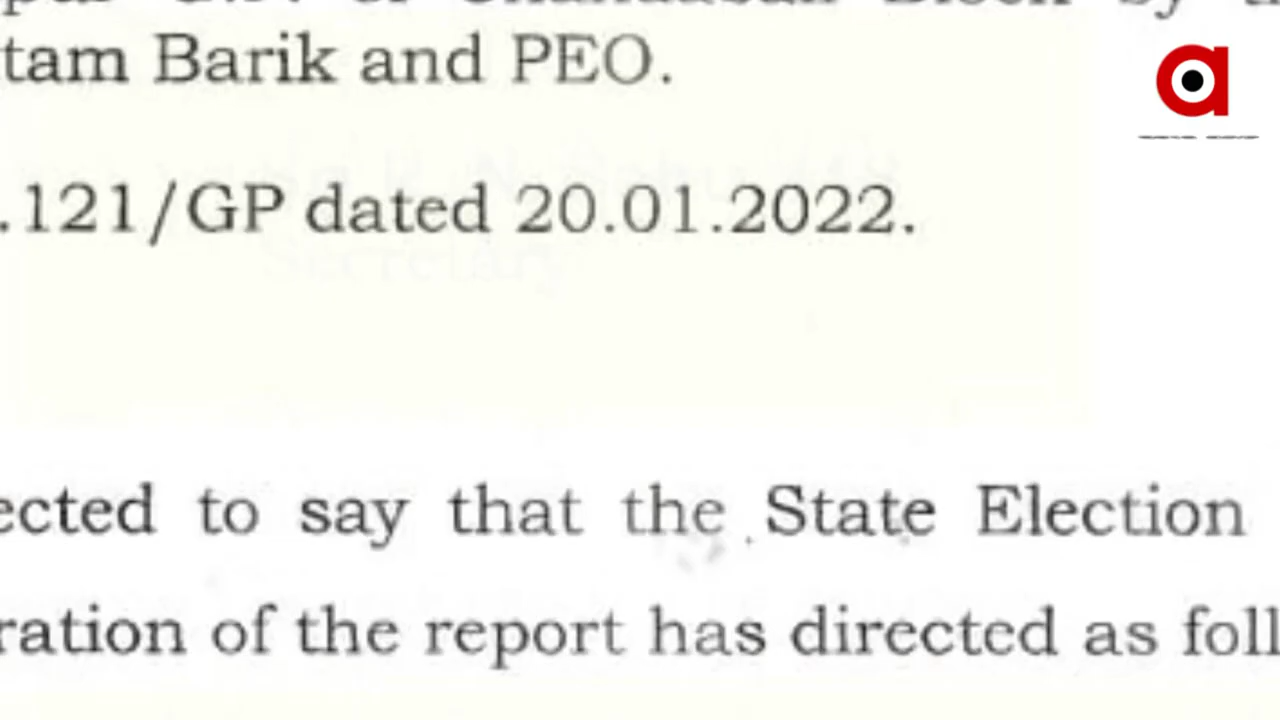 tam Barik and PEO.
.121/GP dated 20.01.2022.
Secretary
ected to say that the State Election
ration of the report has directed as foll